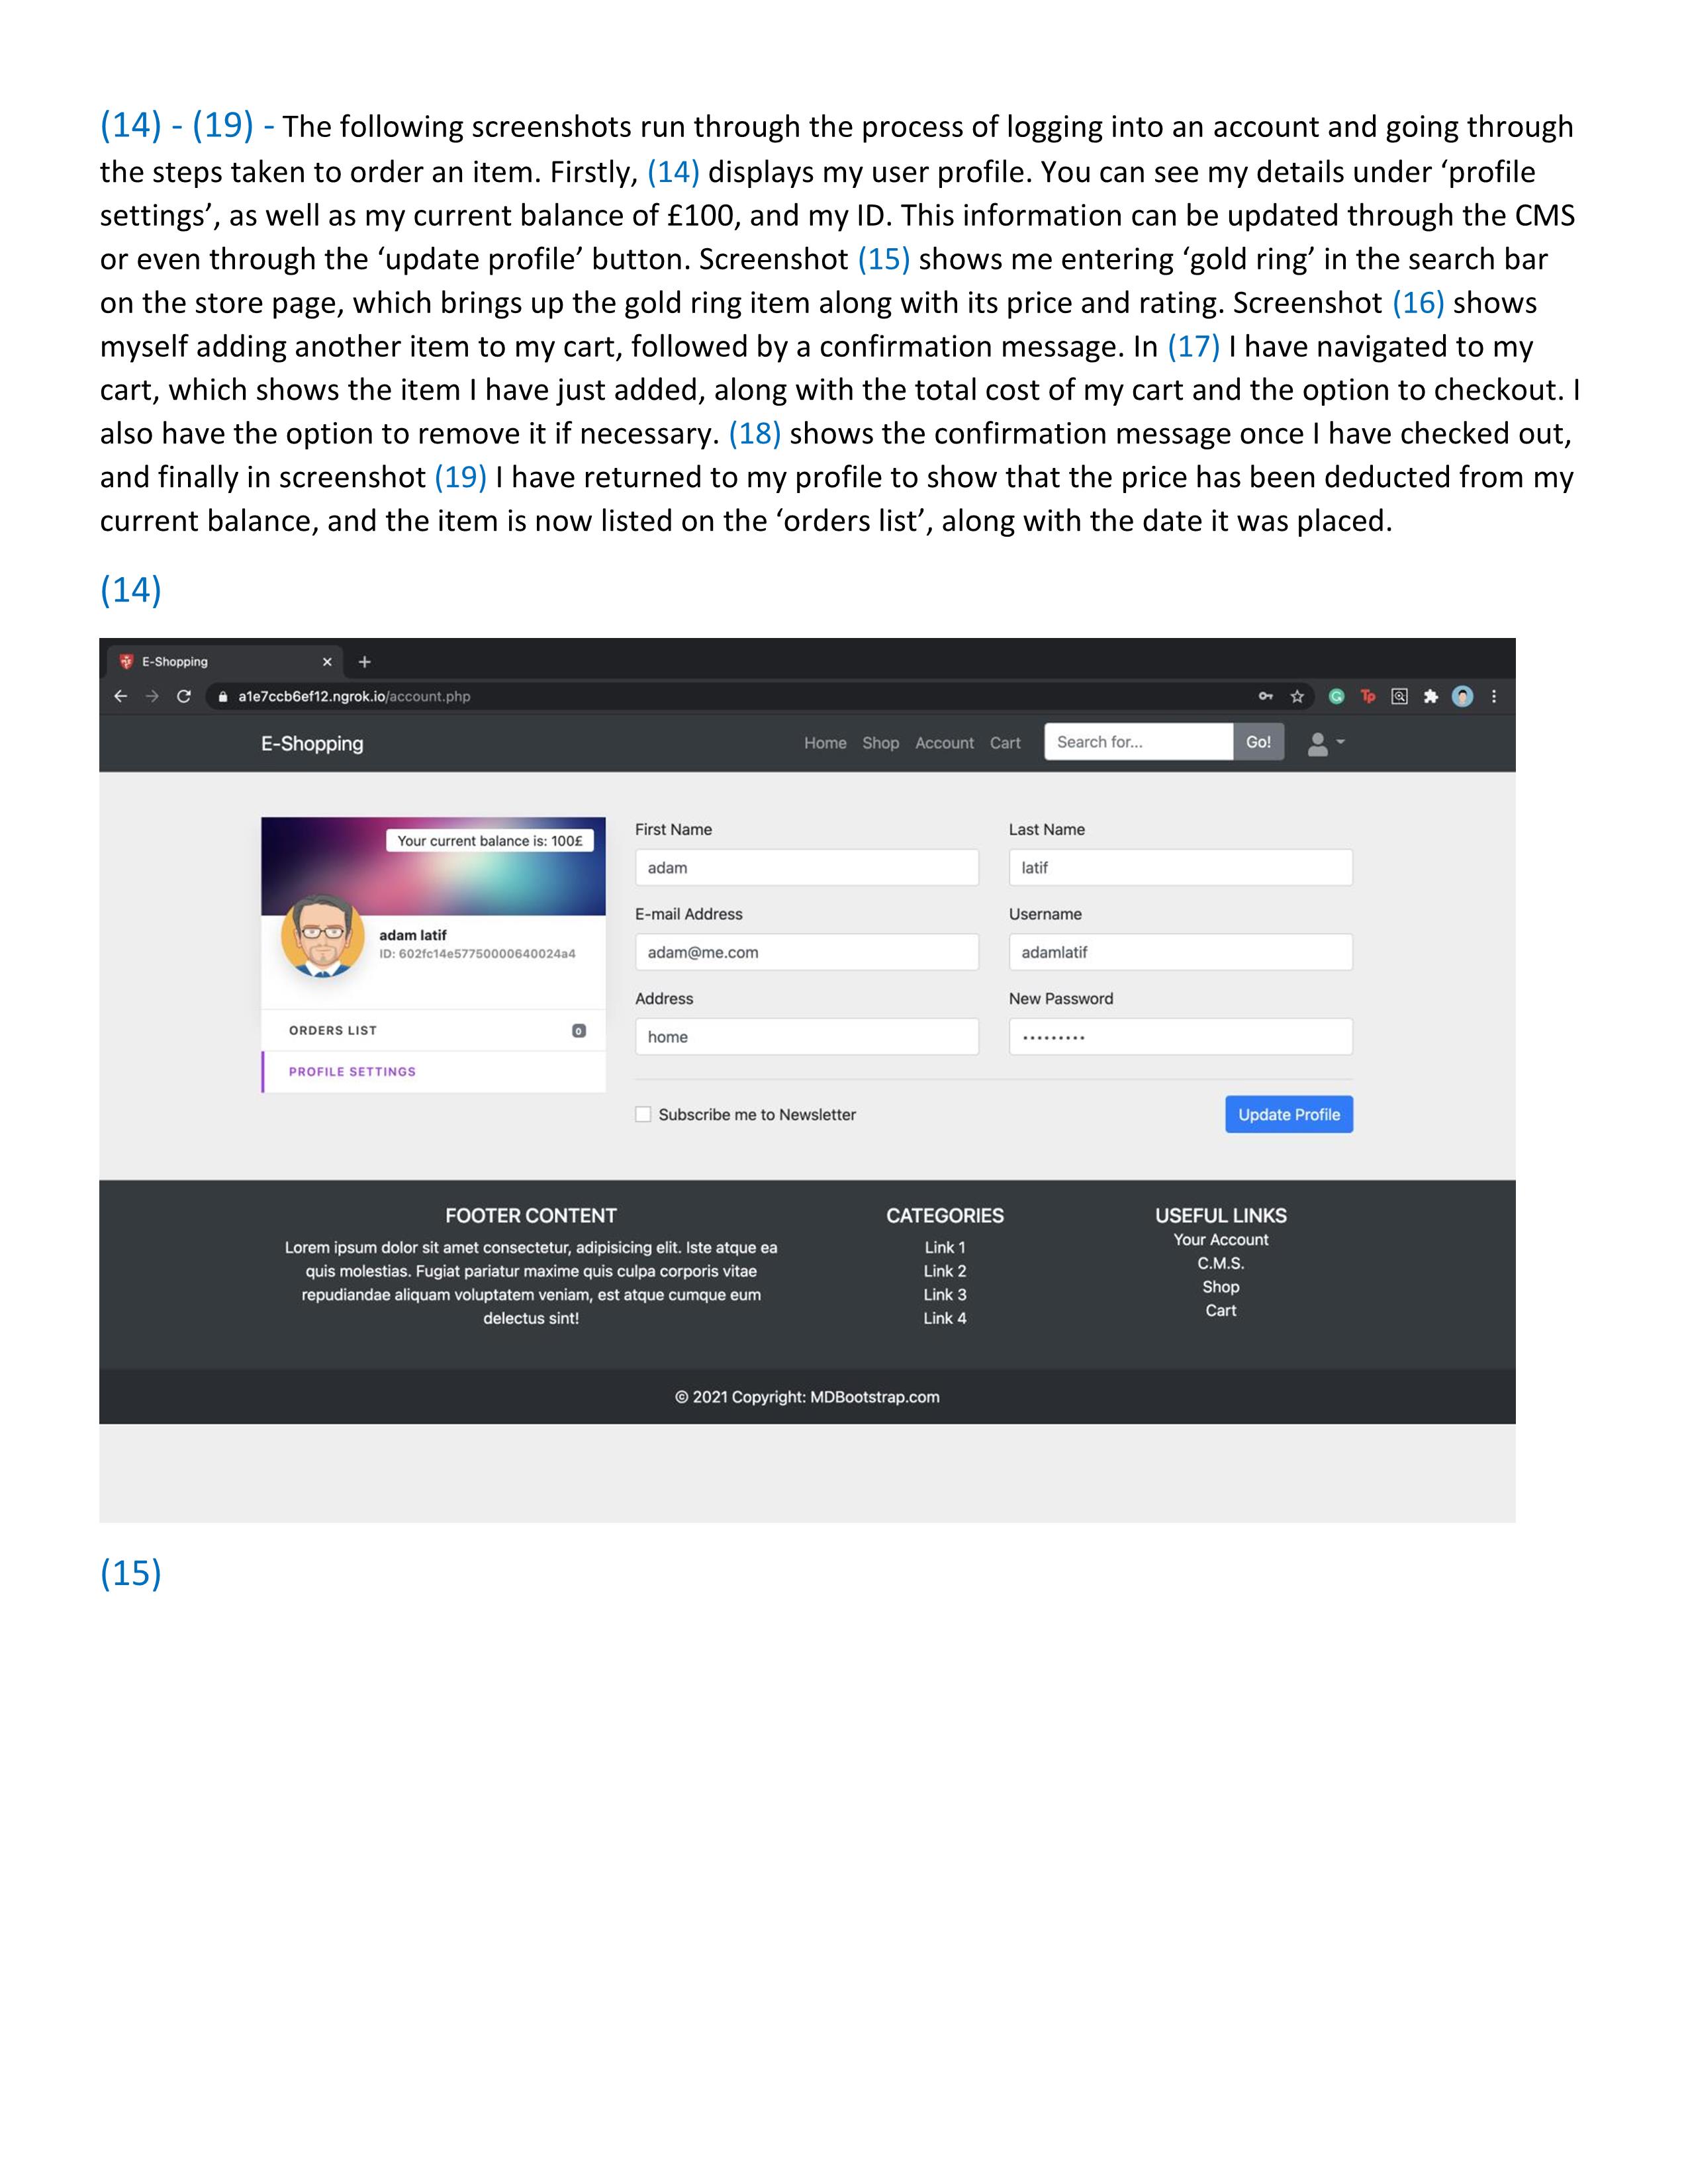 (14) - (19) - The following screenshots run through the process of logging into an account and going through
the steps taken to order an item. Firstly, (14) displays my user profile. You can see my details under ‘profile
settings’, as well as my current balance of £100, and my ID. This information can be updated through the CMS
or even through the ‘update profile’ button. Screenshot (15) shows me entering ‘gold ring’ in the search bar
on the store page, which brings up the gold ring item along with its price and rating. Screenshot (16) shows
myself adding another item to my cart, followed by a confirmation message. In (17) I have navigated to my
cart, which shows the item I have just added, along with the total cost of my cart and the option to checkout. I
also have the option to remove it if necessary. (18) shows the confirmation message once I have checked out,
and finally in screenshot (19) I have returned to my profile to show that the price has been deducted from my
current balance, and the item is now listed on the ‘orders list’, along with the date it was placed.
(14)
E-Shopping
a1e7ccb6ef12.ngrok.io/account.php
Tp
E-Shopping Home Shop Account Cart Search for... Go!
Your current balance is: 100£
adam latif
ID: 602fc14e57750000640024a4
ORDERS LIST 0
PROFILE SETTINGS
First Name Last Name
adam latif
E-mail Address Username
adam@me.com adamlatif
Address New Password
home •••••••••
Subscribe me to Newsletter Update Profile
FOOTER CONTENT
Lorem ipsum dolor sit amet consectetur, adipisicing elit. Iste atque ea
quis molestias. Fugiat pariatur maxime quis culpa corporis vitae
repudiandae aliquam voluptatem veniam, est atque cumque eum
delectus sint!
CATEGORIES
Link 1
Link 2
Link 3
Link 4
USEFUL LINKS
Your Account
C.M.S.
Shop
Cart
© 2021 Copyright: MDBootstrap.com
(15)